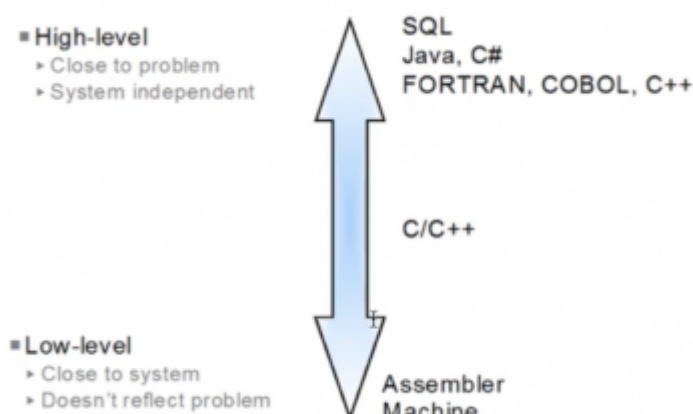 High-level
Close to problem
System independent
SQL
Java, C#
FORTRAN, COBOL, C++
C/C++
Low-level
Close to system
Doesn't reflect problem
Assembler
Machine